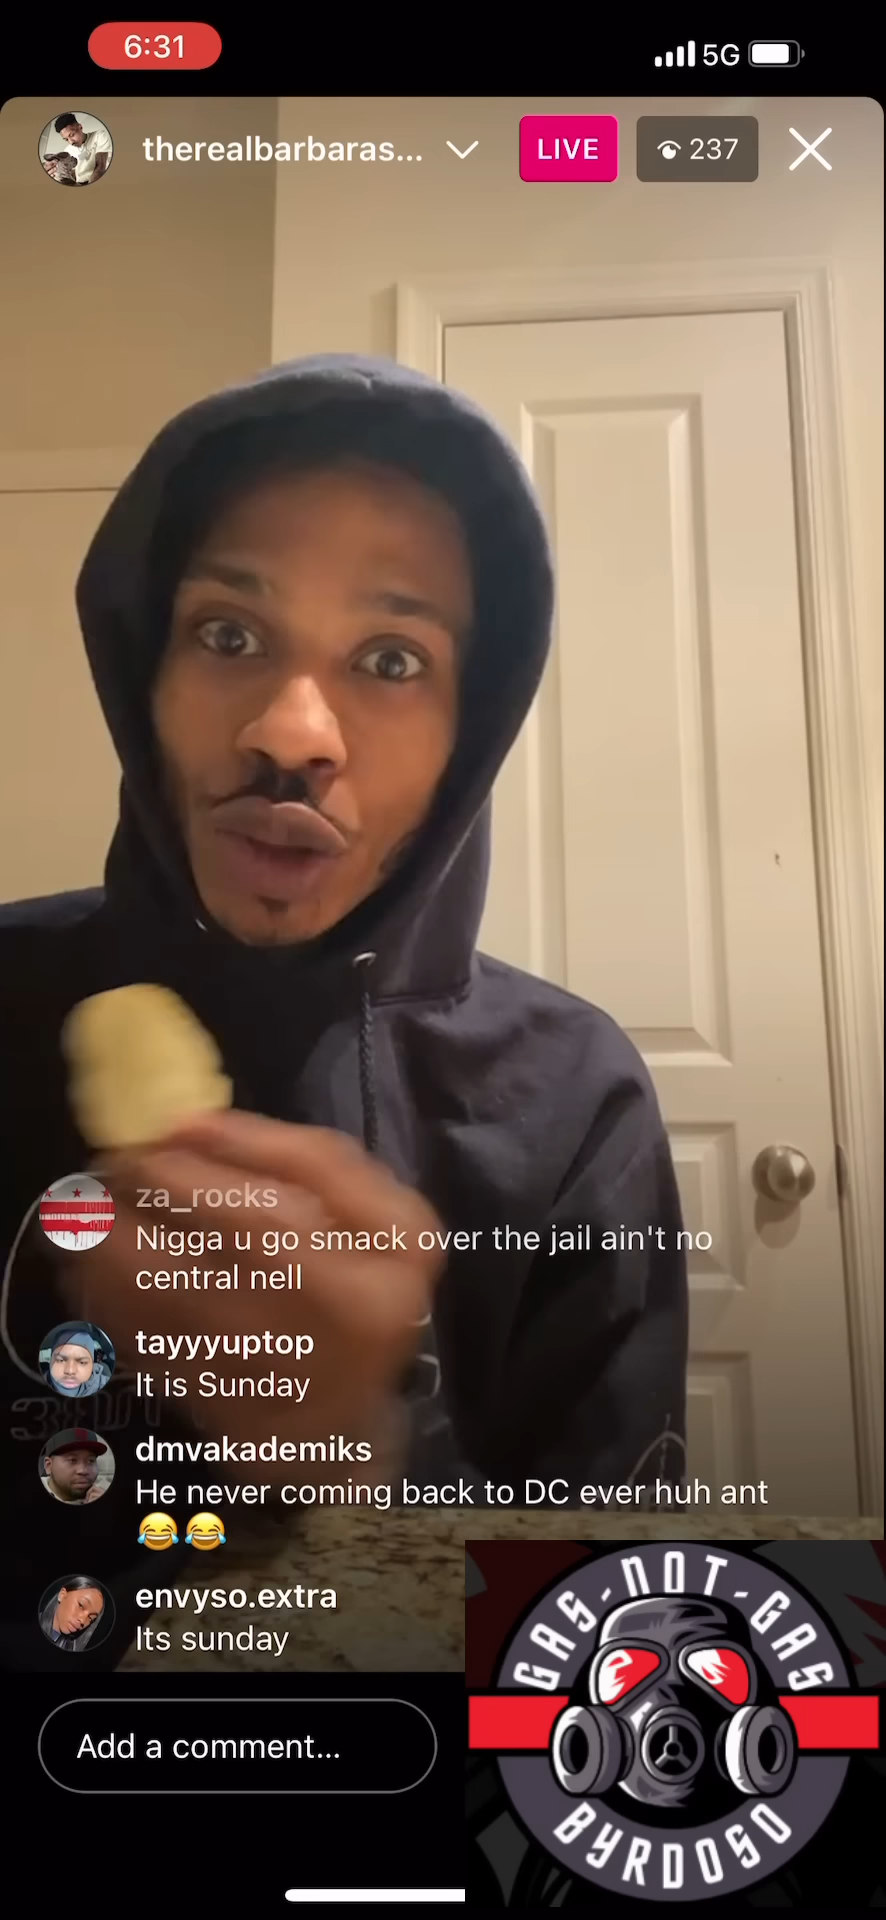 6:31
5G
therealbarbaras...
LIVE
237
za_rocks
Nigga u go smack over the jail ain't no
central nell
tayyyuptop
It is Sunday
dmvakademiks
He never coming back to DC ever huh ant
😂😂
envyso.extra
Its sunday
Add a comment...
GAS-NOT-GAS
BYRDOSO